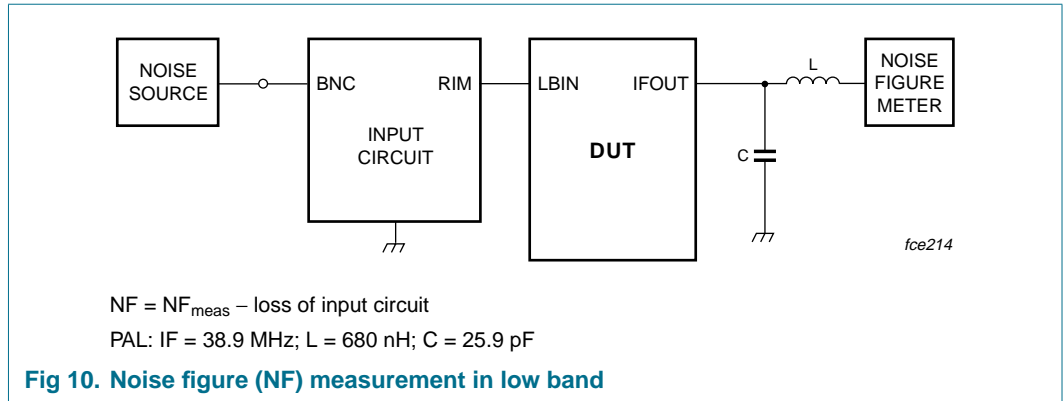 NOISE
SOURCE
BNC
RIM
INPUT
CIRCUIT
LBIN
IFOUT
DUT
L
C
NOISE
FIGURE
METER
fce214
NF = NFmeas − loss of input circuit
PAL: IF = 38.9 MHz; L = 680 nH; C = 25.9 pF
Fig 10. Noise figure (NF) measurement in low band